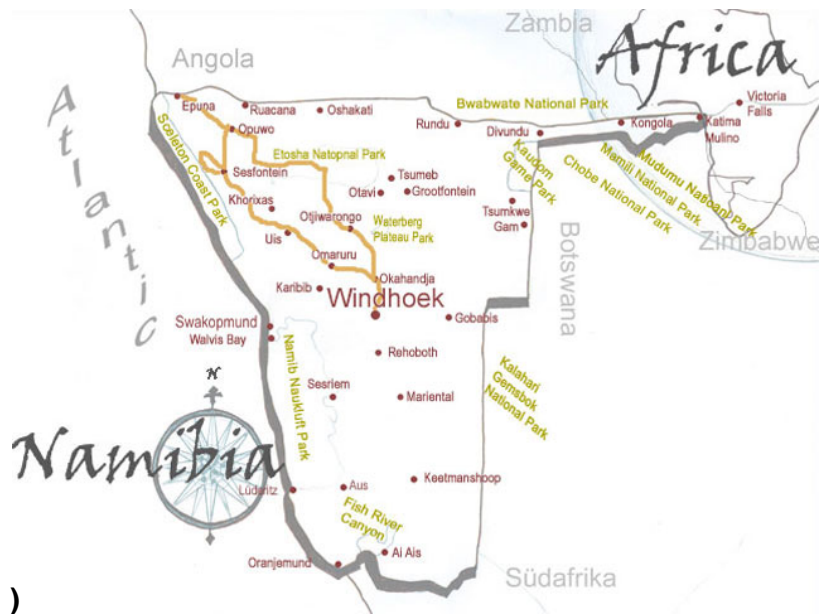 Zambia
Africa
Angola
Atlantic
Epupa
Ruacana
Oshakati
Bwabwate National Park
Victoria
Falls
Rundu
Divundu
Kongola
Katima
Mulino
Opuwo
Sceleton Coast Park
Etosha Natopnal Park
Sesfontein
Tsumeb
Otavi
Grootfontein
Kaudom
Game Park
Mudumu Nationanl Park
Mamili National Park
Chobe National Park
Khorixas
Tsumkwe
Gam
Otjiwarongo
Waterberg
Plateau Park
Uis
Zimbabwe
Botswana
Omaruru
Okahandja
Karibib
Windhoek
Swakopmund
Gobabis
Walvis Bay
Rehoboth
Namib Naukluft Park
Kalahari
Gemsbok
National Park
N
Sesriem
Mariental
Namibia
Keetmanshoop
Lüderitz
Aus
Fish River
Canyon
Ai Ais
Oranjemund
Südafrika
)